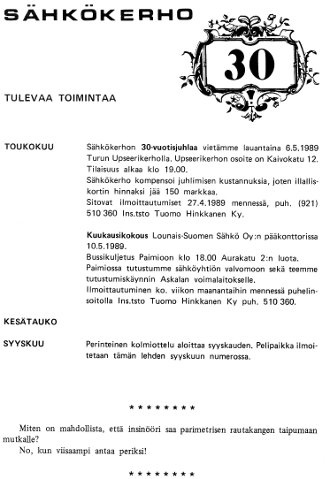 SÄHKÖKERHO
30
TULEVAA TOIMINTAA
TOUKOKUU
Sähkökerhon 30-vuotisjuhlaa vietämme lauantaina 6.5.1989
Turun Upseerikerholla. Upseerikerhon osoite on Kaivokatu 12.
Tilaisuus alkaa klo 19.00.
Sähkökerho kompensoi juhlimisen kustannuksia, joten illallis-
kortin hinnaksi jää 150 markkaa.
Sitovat ilmoittautumiset 27.4.1989 mennessä, puh. (921)
510 360 Ins.tsto Tuomo Hinkkanen Ky.
Kuukausikokous Lounais-Suomen Sähkö Oy:n pääkonttorissa
10.5.1989.
Bussikuljetus Paimioon klo 18.00 Aurakatu 2:n luota.
Paimiossa tutustumme sähköyhtiön valvomoon sekä teemme
tutustumiskäynnin Askalan voimalaitokselle.
Ilmoittautuminen ko. viikon maanantaihin mennessä puhelin-
soitolla Ins.tsto Tuomo Hinkkanen Ky puh. 510 360.
KESÄTAUKO
SYYSKUU
Perinteinen kolmiottelu aloittaa syyskauden. Pelipaikka ilmoi-
tetaan tämän lehden syyskuun numerossa.
* * * * * * * *
Miten on mahdollista, että insinööri saa parimetrisen rautakangen taipumaan
mutkalle?
No, kun viisaampi antaa periksi!
* * * * * * * *